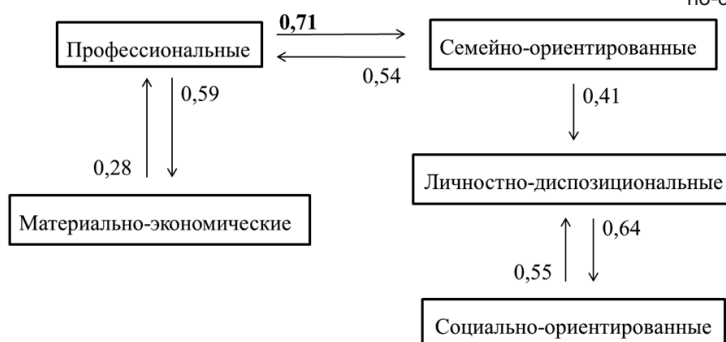 0,71
Профессиональные
Семейно-ориентированные
0,54
0,59
0,41
0,28
Личностно-диспозициональные
Материально-экономические
0,64
0,55
Социально-ориентированные